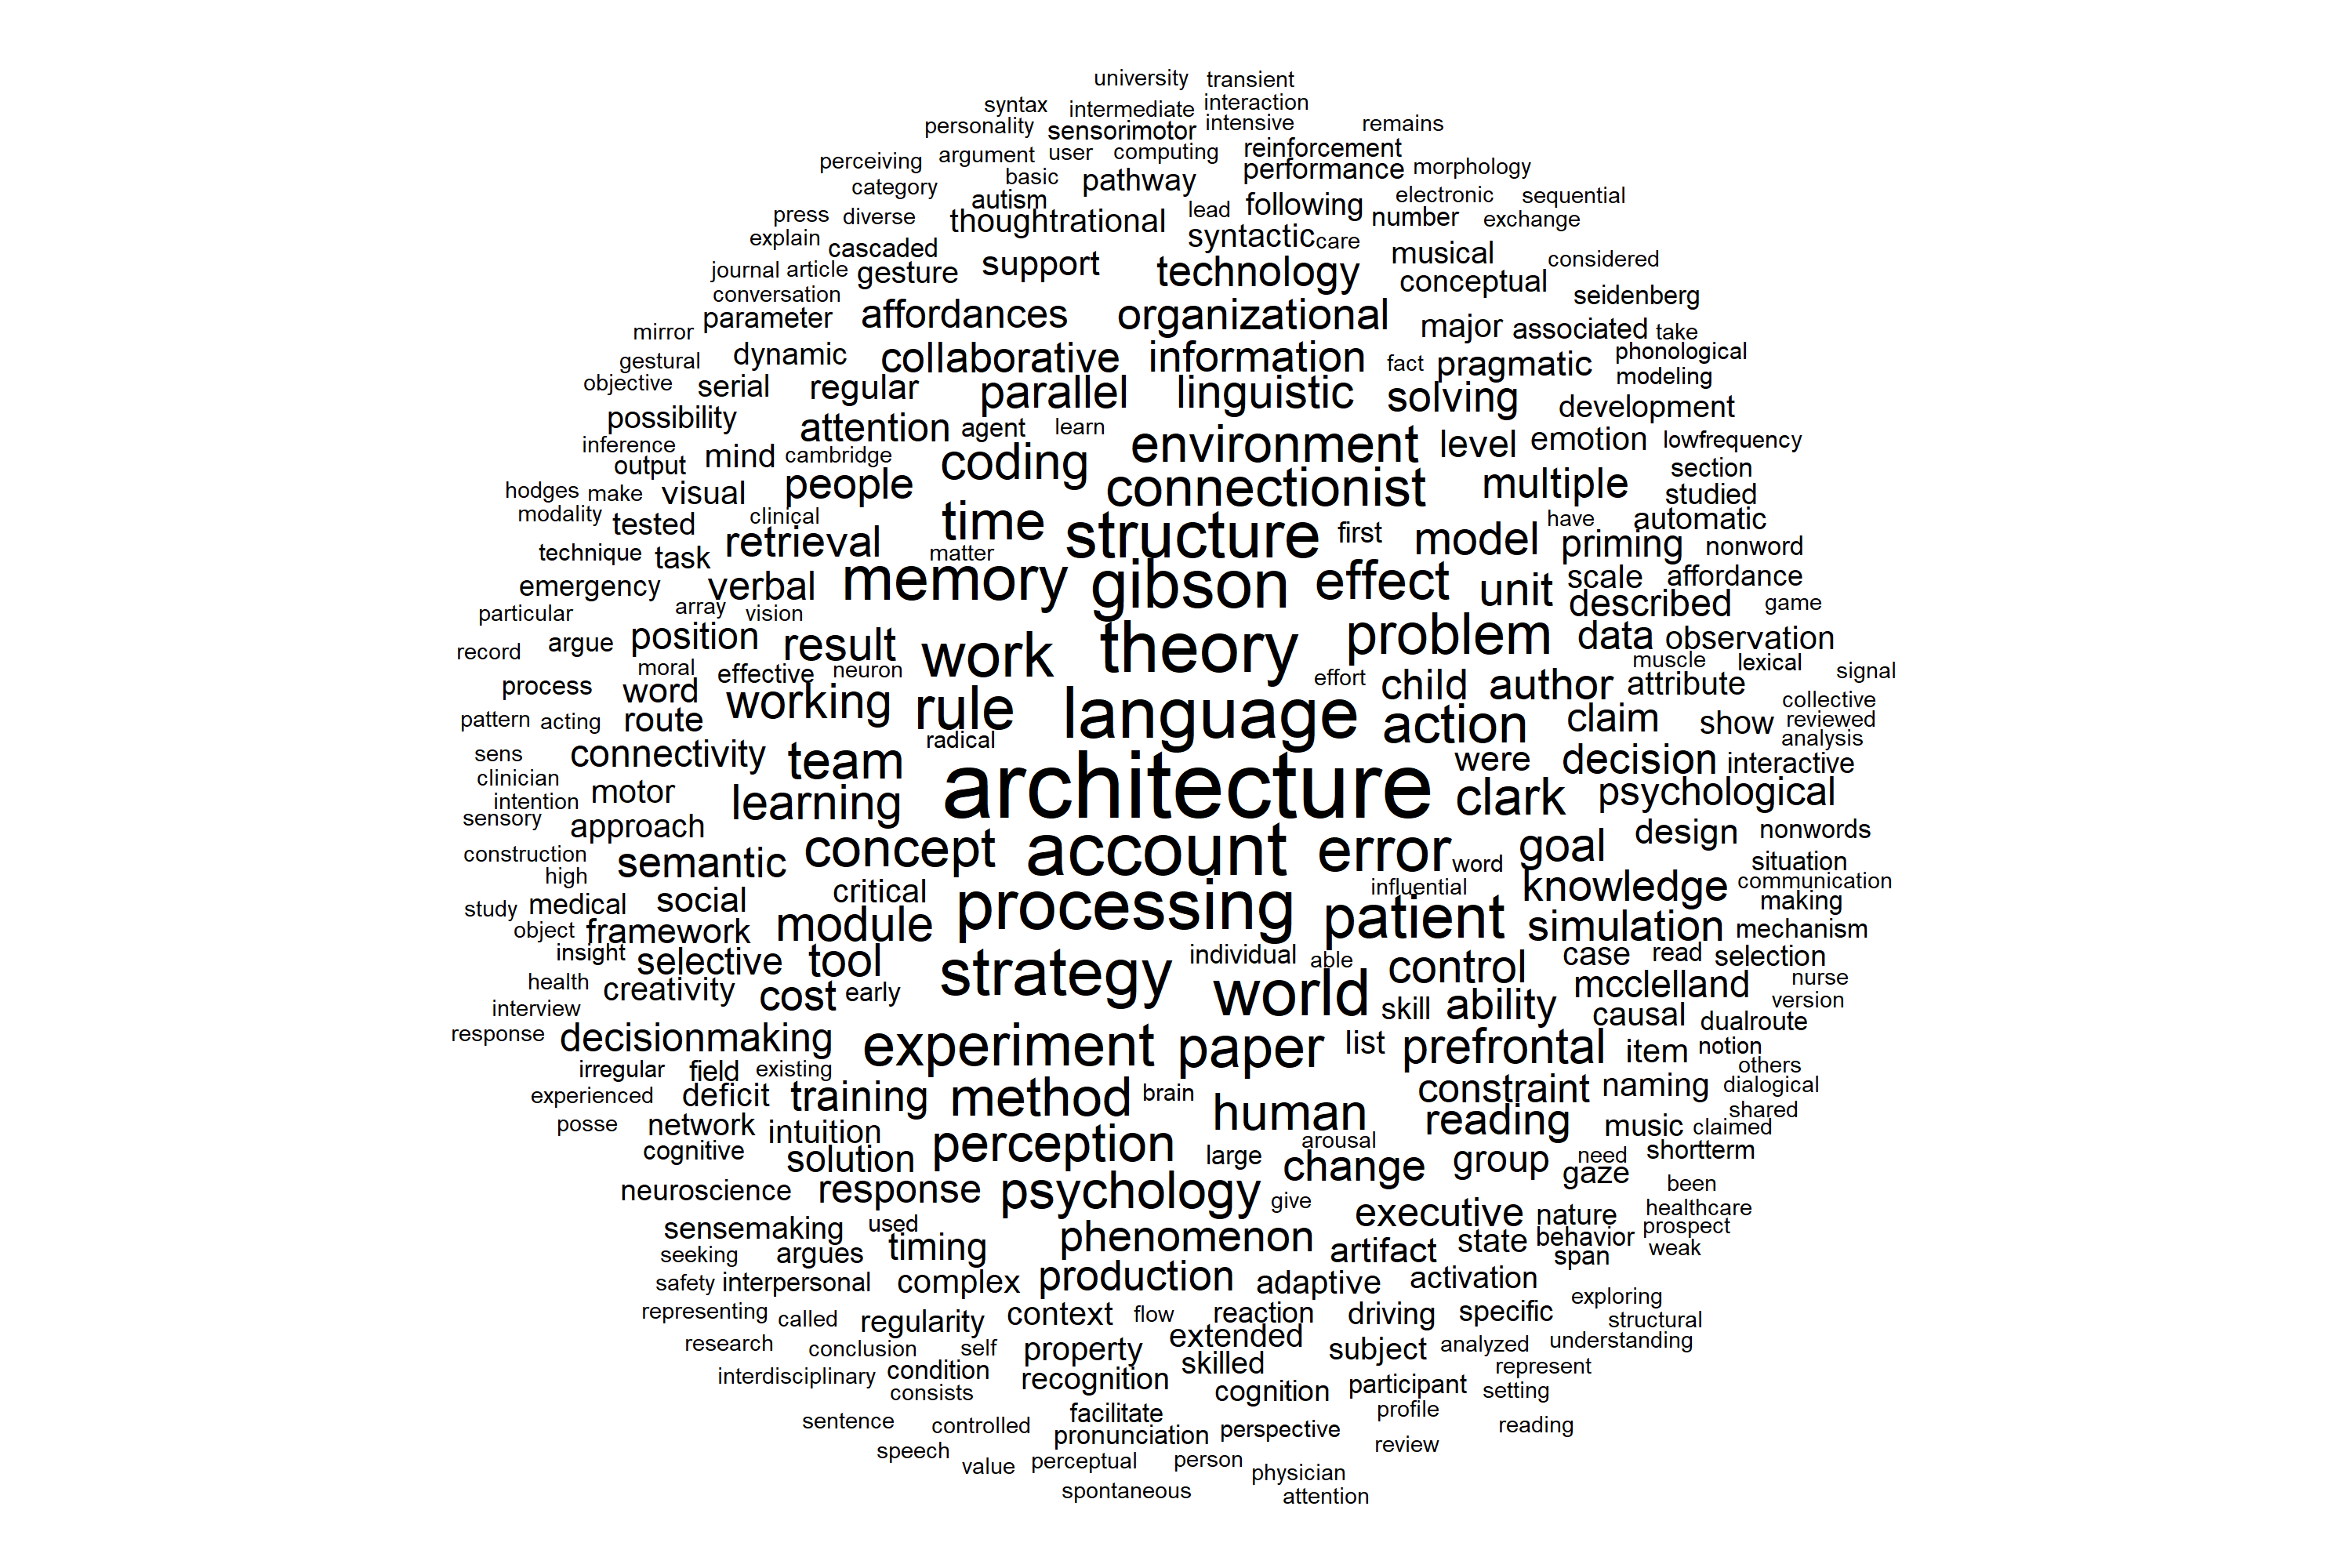 university transient
syntax intermediate interaction
personality sensorimotor intensive remains
perceiving argument user computing reinforcement
category basic pathway performance morphology
autism electronic sequential
press diverse thoughtrational lead following number exchange
explain cascaded syntactic care musical considered
journal article gesture support technology conceptual
conversation seidenberg
mirror parameter affordances organizational major associated take
gestural dynamic collaborative information fact pragmatic phonological
objective serial regular parallel linguistic solving modeling
possibility attention agent learn development
inference environment level emotion lowfrequency
output mind cambridge coding section
hodges make visual people connectionist multiple studied
modality tested clinical time structure first model have automatic
technique task retrieval matter priming nonword
emergency verbal memory gibson effect unit scale affordance
particular array vision described game
record argue position result work theory problem data observation
moral effective neuron effort muscle lexical signal
process word working rule child author attribute
pattern acting route language action claim show collective
reviewed
sens connectivity team radical were decision interactive analysis
clinician architecture
intention motor learning clark psychological
sensory approach
construction semantic concept account error word goal design nonwords
high situation
study medical social critical processing influential knowledge communication
object framework module patient simulation making
mechanism
insight selective tool individual able control case read selection
health creativity cost early strategy world skill ability mcclelland nurse
interview causal version
response decisionmaking experiment paper list prefrontal item dualroute
notion
irregular field existing others
experienced deficit training method brain human constraint naming dialogical
posse network intuition reading music shared
claimed
cognitive solution perception large arousal change group need shortterm
neuroscience response psychology give gaze been
sensemaking used executive nature healthcare
seeking argues timing phenomenon artifact state behavior prospect
span weak
safety interpersonal complex production adaptive activation
representing called regularity context flow reaction driving specific exploring
structural
research conclusion self property extended subject analyzed understanding
interdisciplinary condition recognition skilled represent
consists cognition participant setting
sentence controlled facilitate profile
pronunciation perspective reading
speech review
value perceptual person physician
spontaneous attention